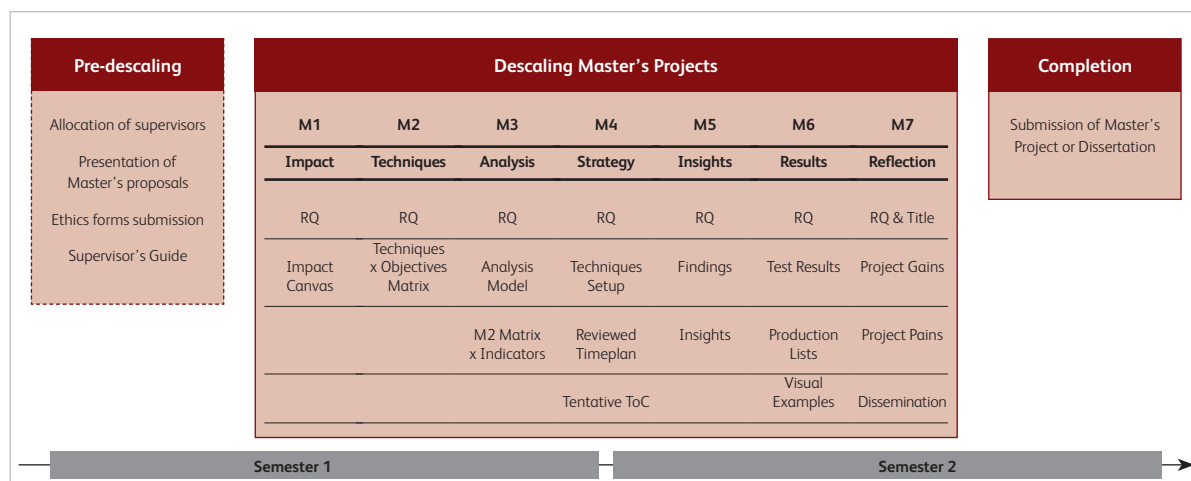 Pre-descaling
Allocation of supervisors
Presentation of
Master's proposals
Ethics forms submission
Supervisor's Guide
Descaling Master's Projects
M1 M2 M3 M4 M5 M6 M7
Impact Techniques Analysis Strategy Insights Results Reflection
RQ RQ RQ RQ RQ RQ RQ & Title
Impact
Canvas
Techniques
x Objectives
Matrix
Analysis
Model
Techniques
Setup
Findings
Test Results
Project Gains
M2 Matrix
x Indicators
Reviewed
Timeplan
Insights
Production
Lists
Project Pains
Tentative ToC
Visual
Examples
Dissemination
Completion
Submission of Master's
Project or Dissertation
Semester 1
Semester 2